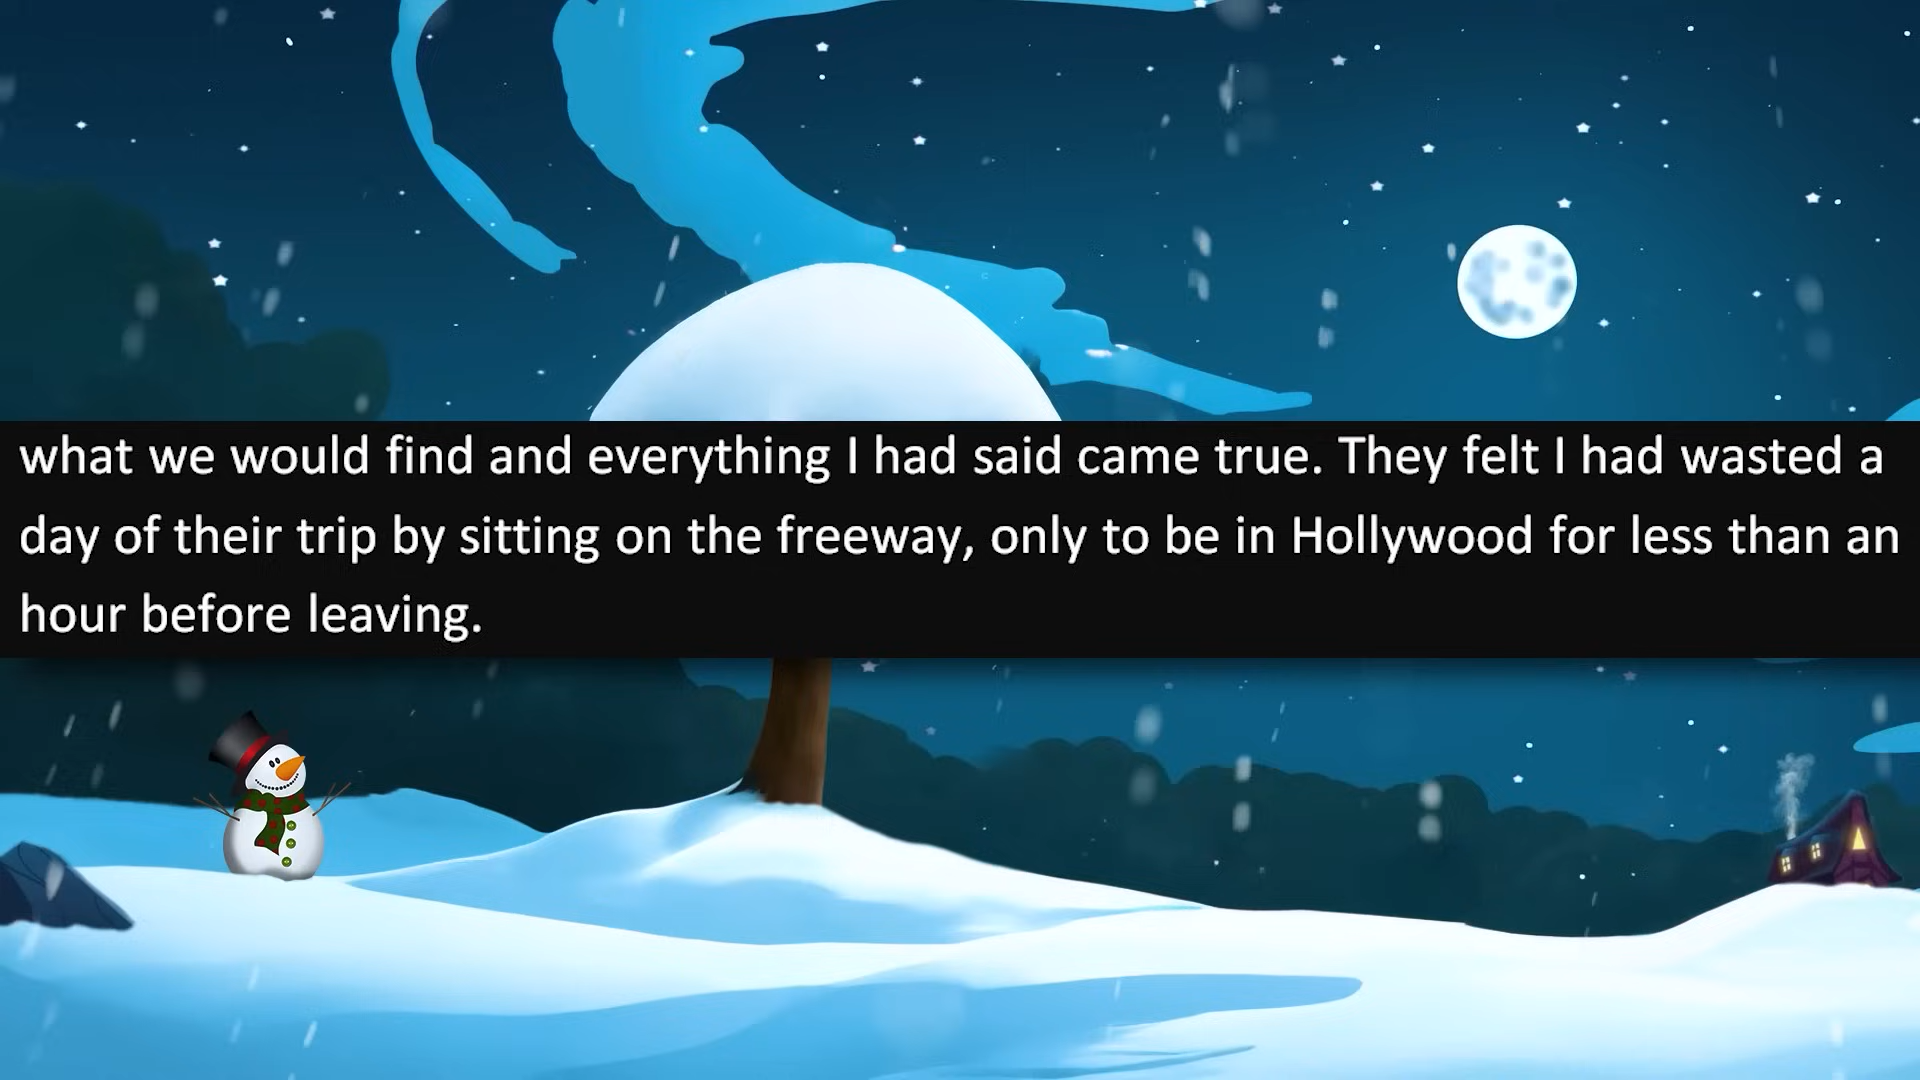 what we would find and everything I had said came true. They felt I had wasted a
day of their trip by sitting on the freeway, only to be in Hollywood for less than an
hour before leaving.